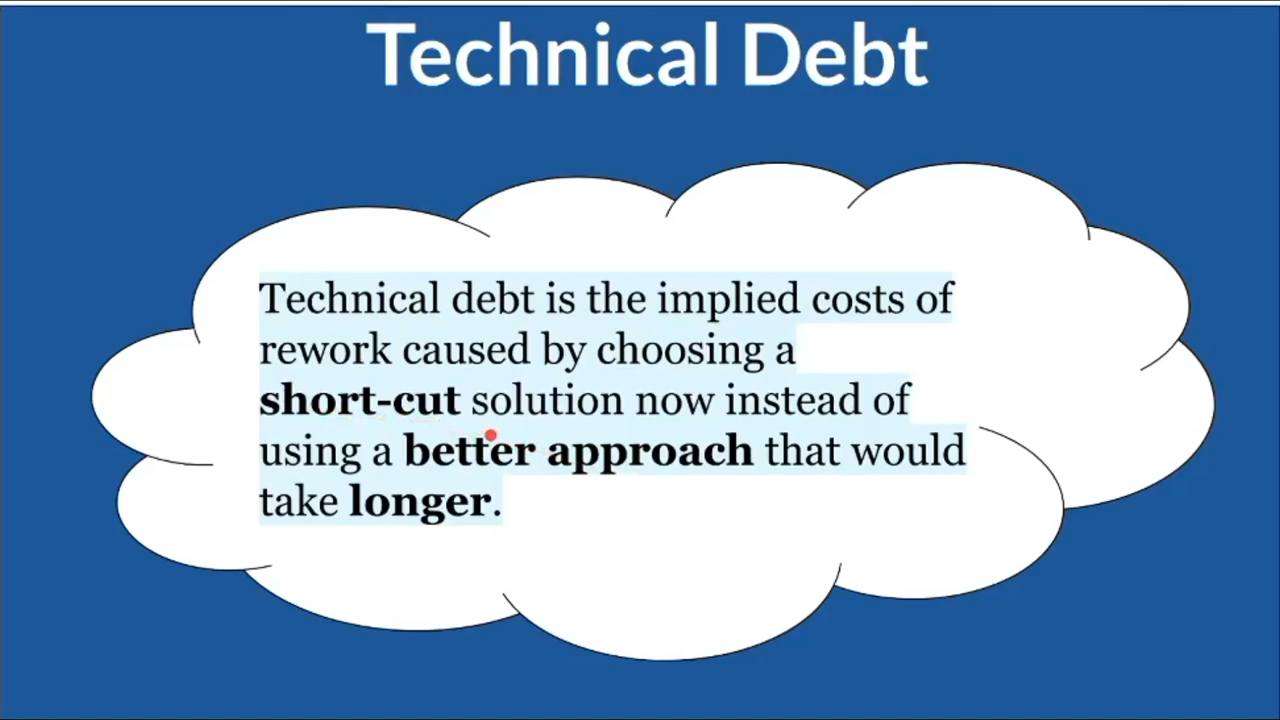 Technical Debt
Technical debt is the implied costs of
rework caused by choosing a
short-cut solution now instead of
using a better approach that would
take longer.